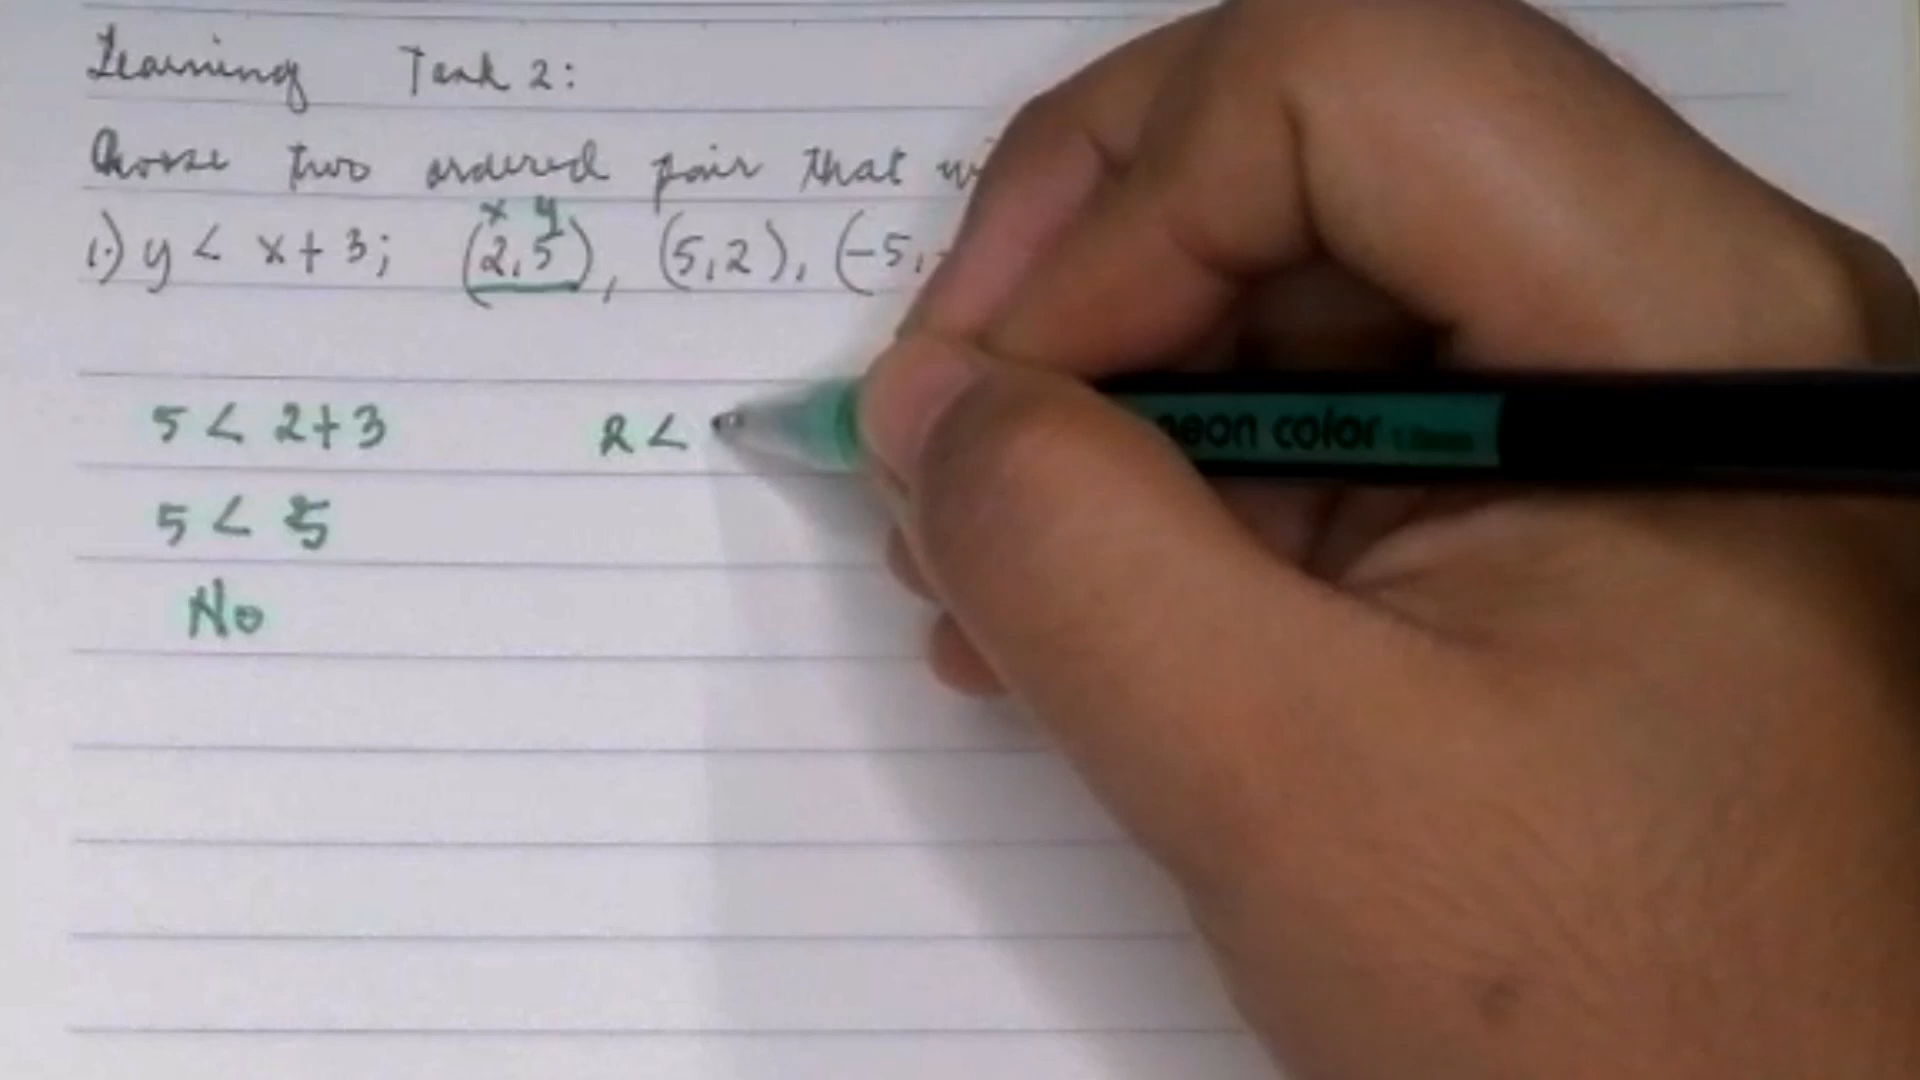 Learning Task 2:
Choose two ordered pair that
x y
1.) y < x + 3; (2,5), (5,2), (-5,
5 < 2+3
2 <
5 < 5
No
neon color